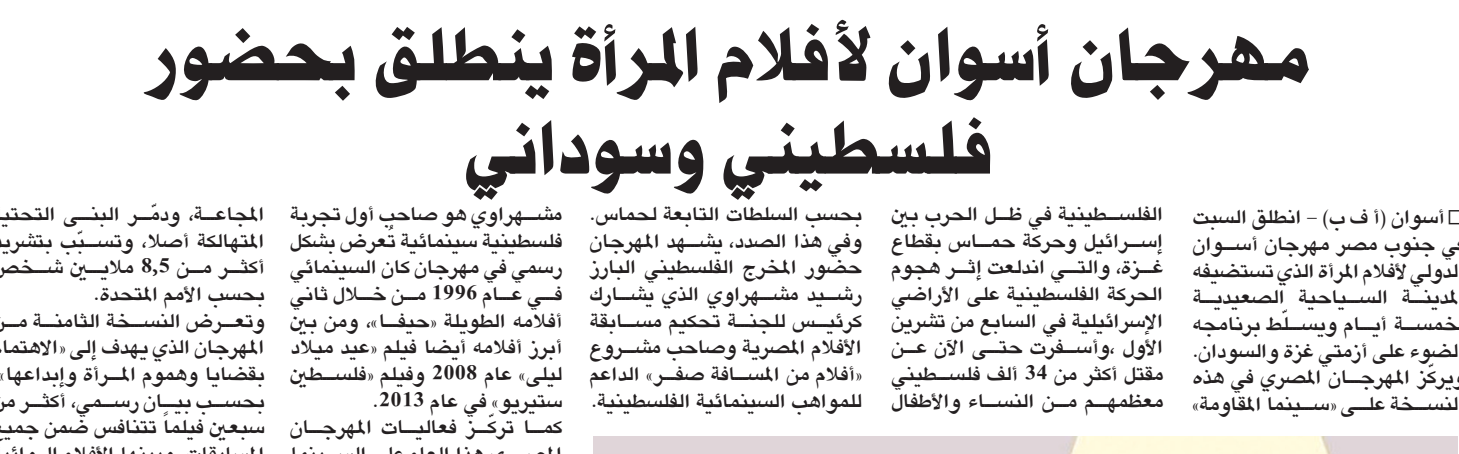 مهرجان أسوان لأفلام المرأة ينطلق بحضور
فلسطيني وسوداني
□ أسوان (أ ف ب) – انطلق السبت
في جنوب مصر مهرجان أسـوان
الدولي لأفلام المرأة الذي تستضيفه
المدينة السياحية الصعيدية
لخمسة أيام ويسلّط برنامجه
الضوء على أزمتي غزة والسودان.
ويركّز المهرجان المصري في هذه
النسخة على «سينما المقاومة»
الفلسطينية في ظل الحرب بين
إسرائيل وحركة حماس بقطاع
غزة، والتي اندلعت إثر هجوم
الحركة الفلسطينية على الأراضي
الإسرائيلية في السابع من تشرين
الأول ،وأسفرت حتى الآن عن
مقتل أكثر من 34 ألف فلسطيني
معظمهم من النساء والأطفال
بحسب السلطات التابعة لحماس.
وفي هذا الصدد، يشهد المهرجان
حضور المخرج الفلسطيني البارز
رشيد مشهراوي الذي يشارك
كرئيس للجنة تحكيم مسابقة
الأفلام المصرية وصاحب مشروع
«أفلام من المسافة صفر» الداعم
للمواهب السينمائية الفلسطينية.
مشهراوي هو صاحب أول تجربة
فلسطينية سينمائية تُعرض بشكل
رسمي في مهرجان كان السينمائي
في عام 1996 من خلال ثاني
أفلامه الطويلة «حيفا»، ومن بين
أبرز أفلامه أيضا فيلم «عيد ميلاد
ليلى» عام 2008 وفيلم «فلسطين
ستيريو» في عام 2013.
كما تركّز فعاليات المهرجان
المجاعة، ودمّر البنى التحتية
المتهالكة أصلا، وتسبّب بتشريد
أكثر من 8,5 ملايين شخص
بحسب الأمم المتحدة.
وتعرض النسخة الثامنة من
المهرجان الذي يهدف إلى «الاهتمام
بقضايا وهموم المرأة وإبداعها»
بحسب بيان رسمي، أكثر من
سبعين فيلماً تتنافس ضمن جميع